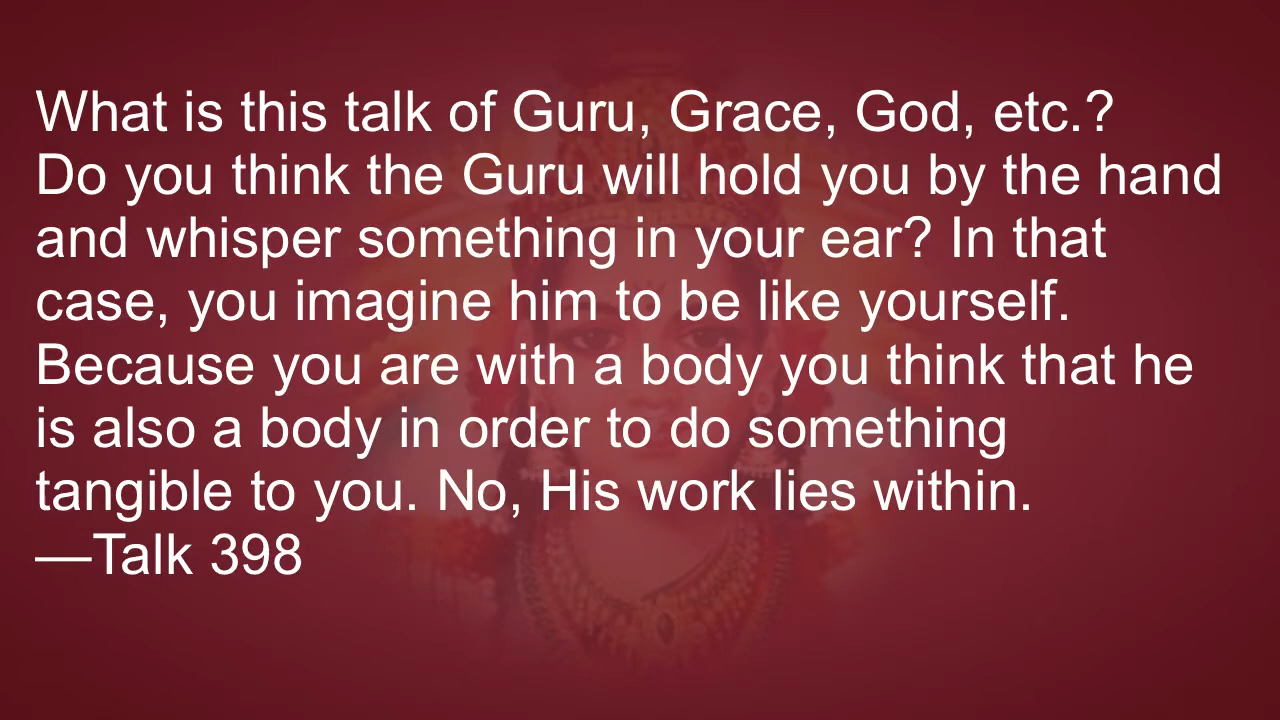 What is this talk of Guru, Grace, God, etc.?
Do you think the Guru will hold you by the hand
and whisper something in your ear? In that
case, you imagine him to be like yourself.
Because you are with a body you think that he
is also a body in order to do something
tangible to you. No, His work lies within.
—Talk 398